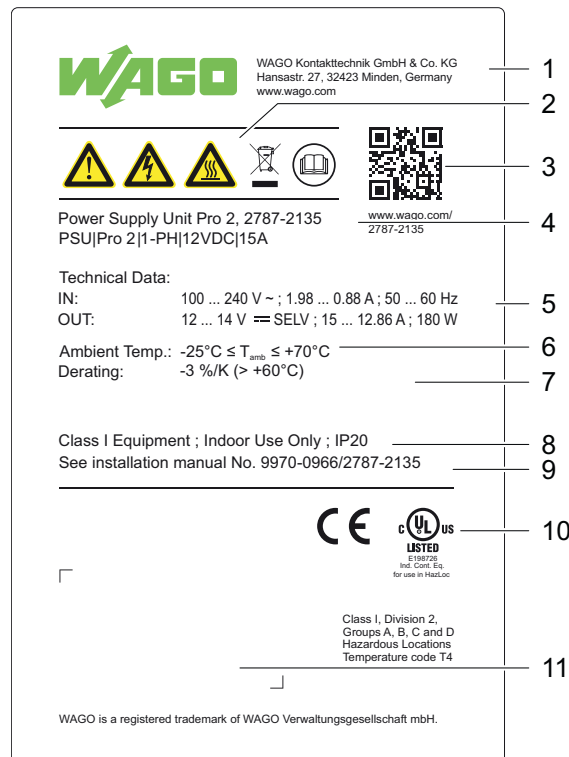 WAGO
WAGO Kontakttechnik GmbH & Co. KG
Hansastr. 27, 32423 Minden, Germany
www.wago.com
1
2
3
Power Supply Unit Pro 2, 2787-2135
PSU|Pro 2|1-PH|12VDC|15A
www.wago.com/
2787-2135
4
Technical Data:
IN: 100 ... 240 V ~ ; 1.98 ... 0.88 A ; 50 ... 60 Hz
5
OUT: 12 ... 14 V ⎓ SELV ; 15 ... 12.86 A ; 180 W
Ambient Temp.: -25°C ≤ Tamb ≤ +70°C
6
Derating: -3 %/K (> +60°C)
7
Class I Equipment ; Indoor Use Only ; IP20
8
See installation manual No. 9970-0966/2787-2135
9
CE
C UL US
LISTED
E198726
Ind. Cont. Eq.
for use in HazLoc
10
Class I, Division 2,
Groups A, B, C and D
Hazardous Locations
Temperature code T4
11
WAGO is a registered trademark of WAGO Verwaltungsgesellschaft mbH.